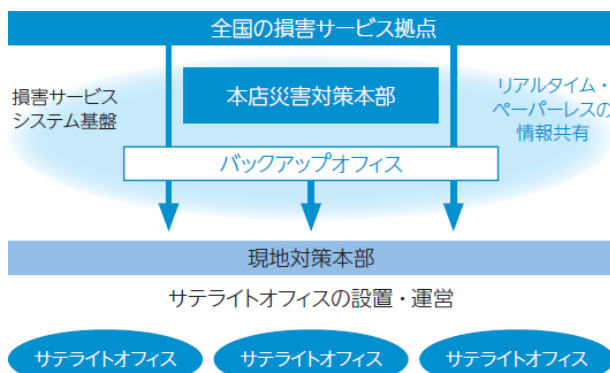 全国の損害サービス拠点
損害サービス
システム基盤
本店災害対策本部
リアルタイム・
ペーパーレスの
情報共有
バックアップオフィス
現地対策本部
サテライトオフィスの設置・運営
サテライトオフィス
サテライトオフィス
サテライトオフィス